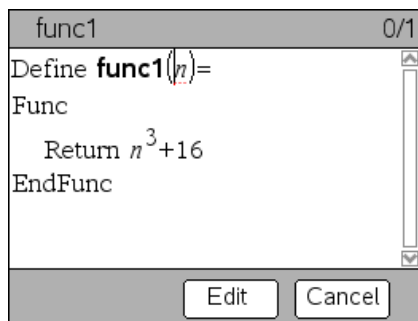 func1 0/1
Define func1(n)=
Func
Return n³+16
EndFunc
Edit Cancel